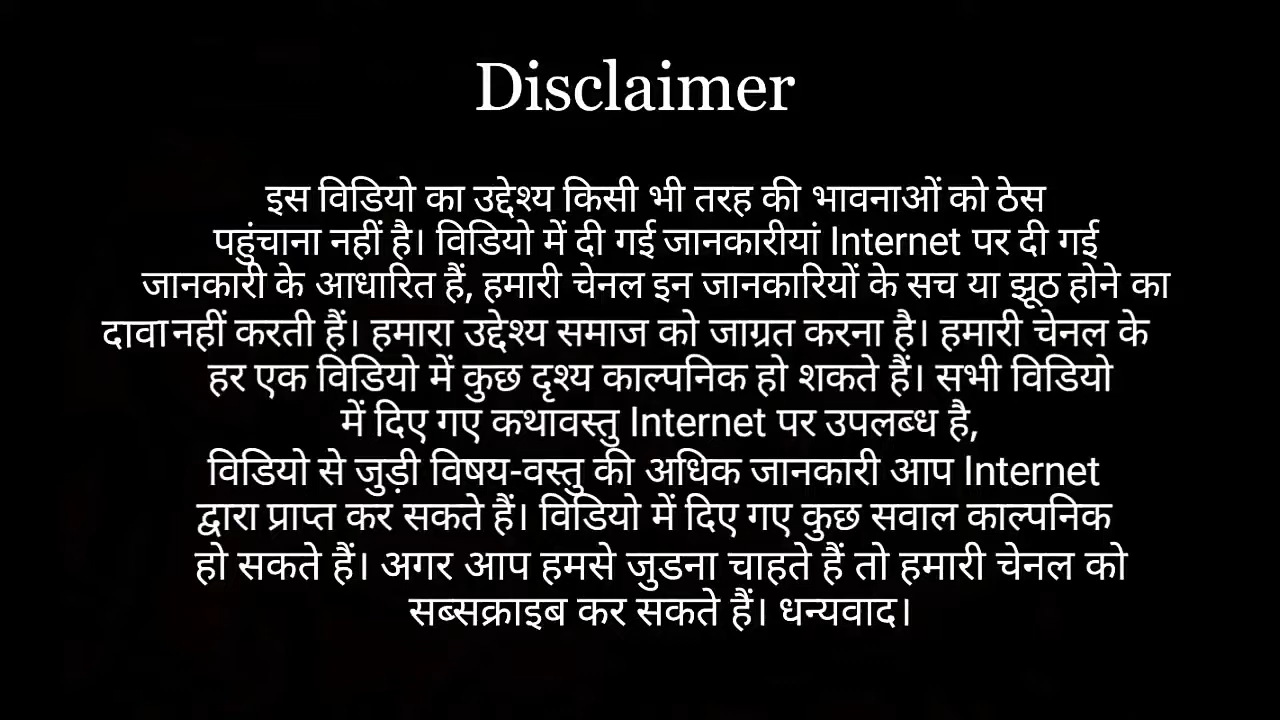 Disclaimer
इस विडियो का उद्देश्य किसी भी तरह की भावनाओं को ठेस
पहुंचाना नहीं है। विडियो में दी गई जानकारीयां Internet पर दी गई
जानकारी के आधारित हैं, हमारी चेनल इन जानकारियों के सच या झूठ होने का
दावा नहीं करती हैं। हमारा उद्देश्य समाज को जाग्रत करना है। हमारी चेनल के
हर एक विडियो में कुछ दृश्य काल्पनिक हो शकते हैं। सभी विडियो
में दिए गए कथावस्तु Internet पर उपलब्ध है,
विडियो से जुड़ी विषय-वस्तु की अधिक जानकारी आप Internet
द्वारा प्राप्त कर सकते हैं। विडियो में दिए गए कुछ सवाल काल्पनिक
हो सकते हैं। अगर आप हमसे जुडना चाहते हैं तो हमारी चेनल को
सब्सक्राइब कर सकते हैं। धन्यवाद।